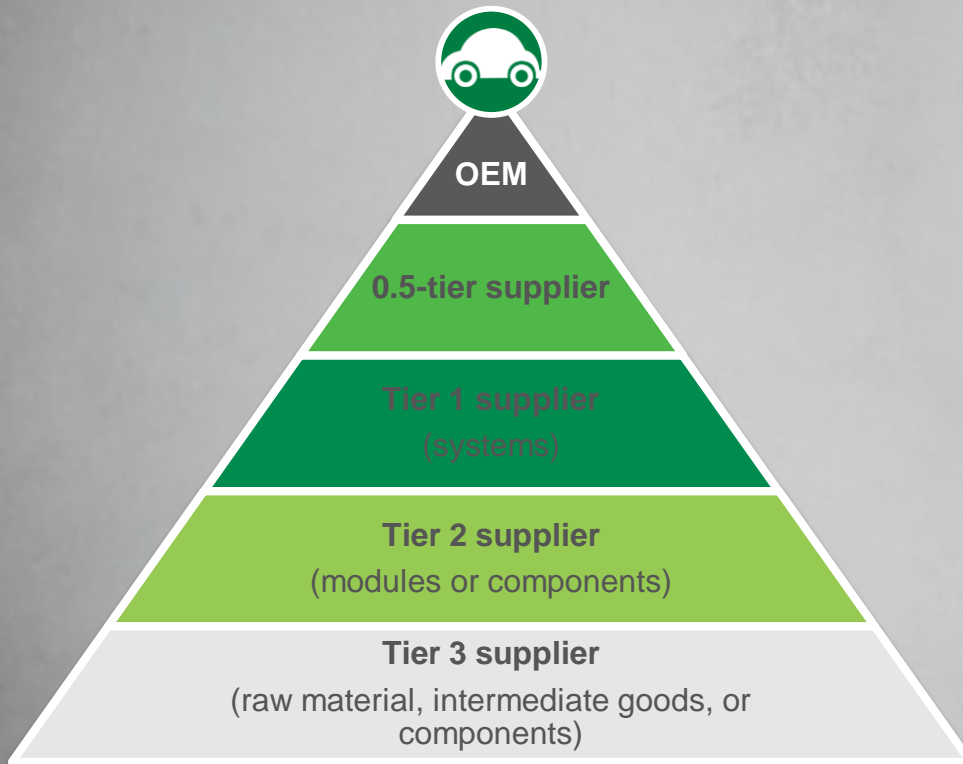 OEM
0.5-tier supplier
Tier 1 supplier
(systems)
Tier 2 supplier
(modules or components)
Tier 3 supplier
(raw material, intermediate goods, or
components)